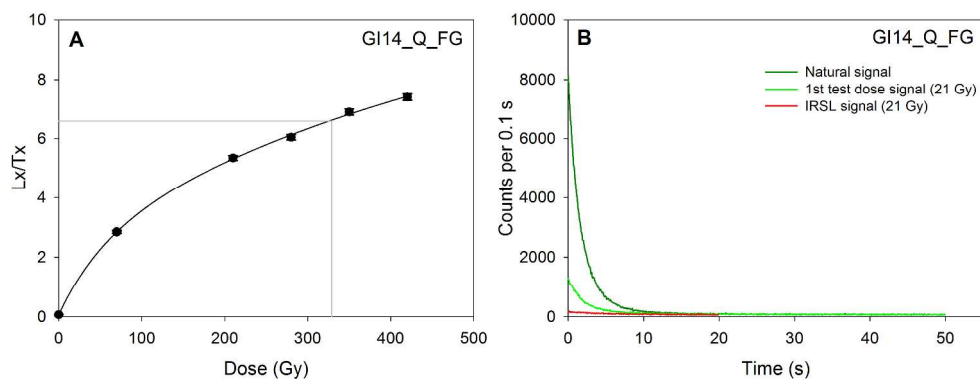 A
GI14_Q_FG
10
8
6
4
2
0
Lx/Tx
0 100 200 300 400 500
Dose (Gy)
B
GI14_Q_FG
Natural signal
1st test dose signal (21 Gy)
IRSL signal (21 Gy)
10000
8000
6000
4000
2000
0
Counts per 0.1 s
0 10 20 30 40 50
Time (s)